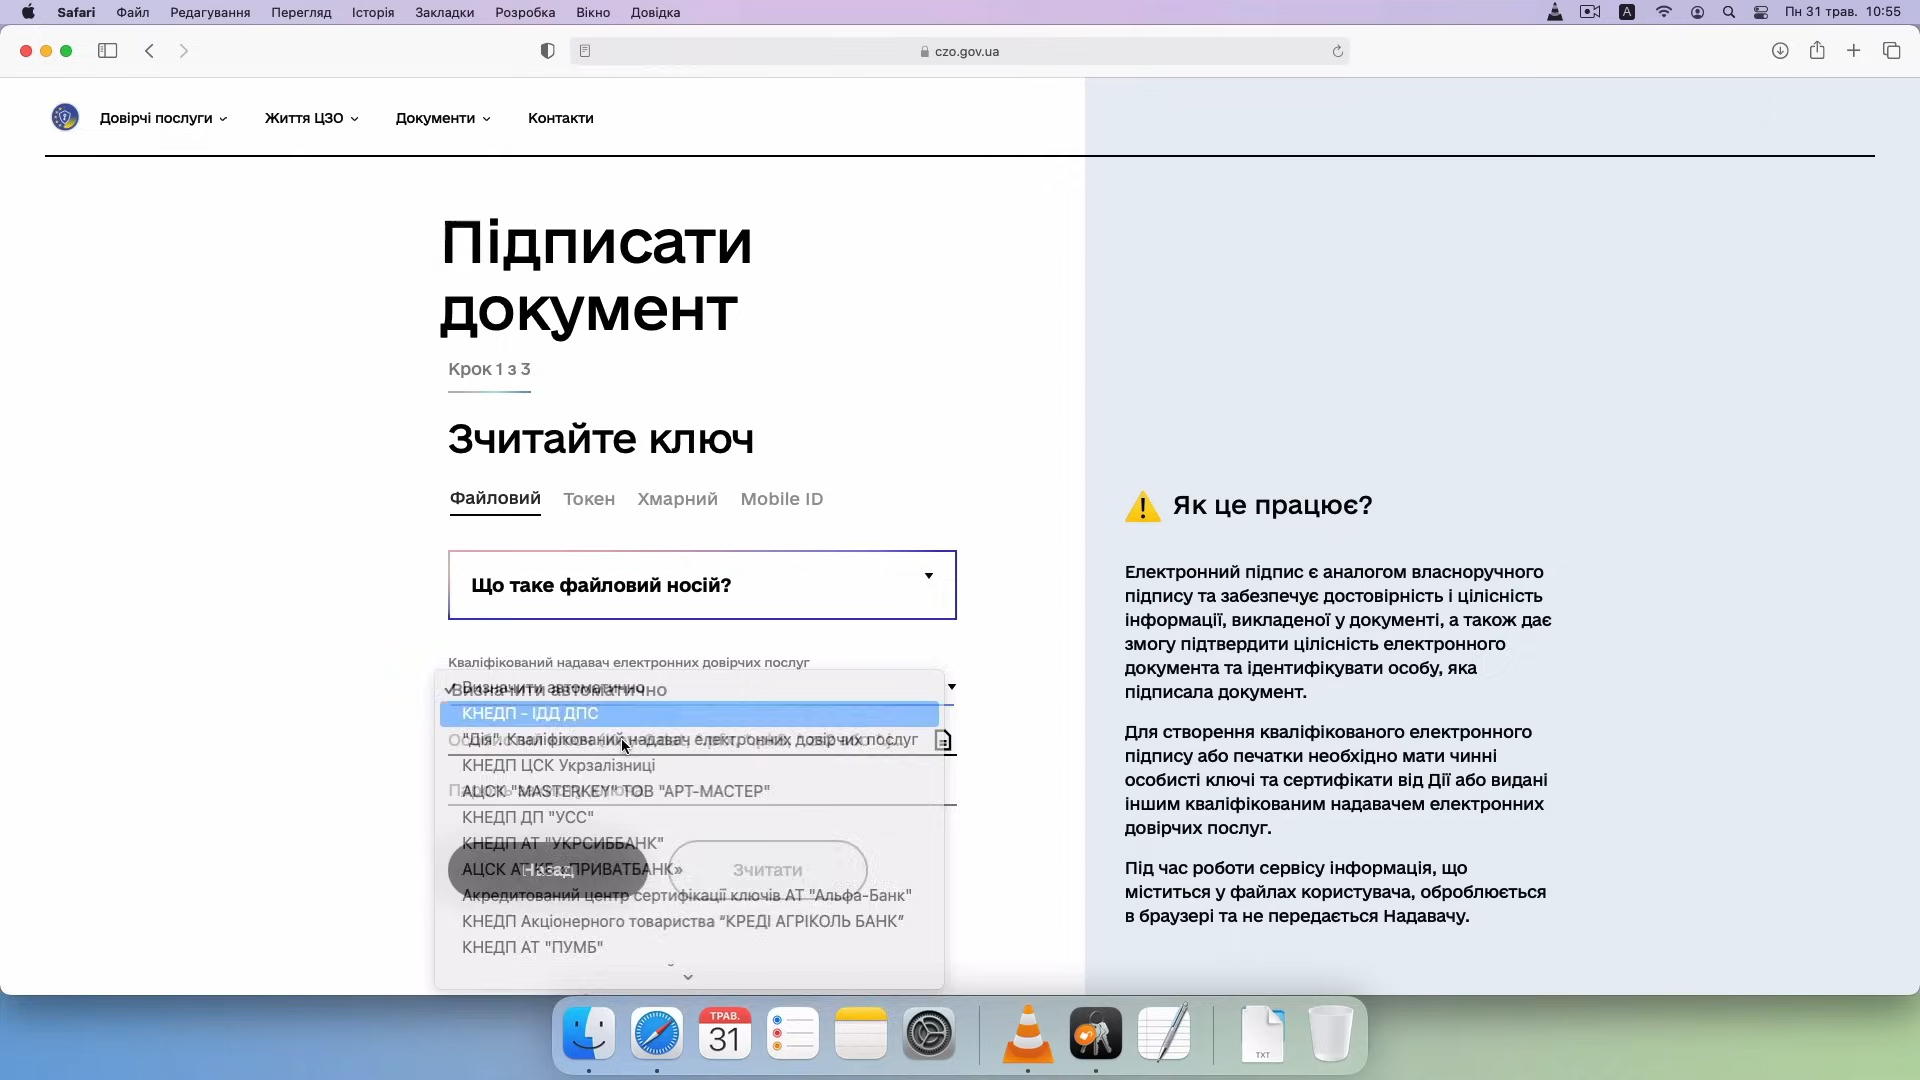 Safari Файл Редагування Перегляд Історія Закладки Розробка Вікно Довідка A Пн 31 трав. 10:55
czo.gov.ua
Довірчі послуги Життя ЦЗО Документи Контакти
Підписати
документ
Крок 1 з 3
Зчитайте ключ
Файловий Токен Хмарний Mobile ID
Що таке файловий носій?
Кваліфікований надавач електронних довірчих послуг
Визначити автоматично
КНЕДП - ІДД ДПС
"Дія". Кваліфікований надавач електронних довірчих послуг
КНЕДП ЦСК Укрзалізниці
АЦСК "MASTERKEY" ТОВ "АРТ-МАСТЕР"
КНЕДП ДП "УСС"
КНЕДП АТ "УКРСИББАНК"
АЦСК АТ КБ «ПРИВАТБАНК»
Назад
Зчитати
Акредитований центр сертифікації ключів АТ "Альфа-Банк"
КНЕДП Акціонерного товариства “КРЕДІ АГРІКОЛЬ БАНК”
КНЕДП АТ "ПУМБ"
Як це працює?
Електронний підпис є аналогом власноручного
підпису та забезпечує достовірність і цілісність
інформації, викладеної у документі, а також дає
змогу підтвердити цілісність електронного
документа та ідентифікувати особу, яка
підписала документ.
Для створення кваліфікованого електронного
підпису або печатки необхідно мати чинні
особисті ключі та сертифікати від Дії або видані
іншим кваліфікованим надавачем електронних
довірчих послуг.
Під час роботи сервісу інформація, що
міститься у файлах користувача, оброблюється
в браузері та не передається Надавачу.
ТРАВ.
31
TXT